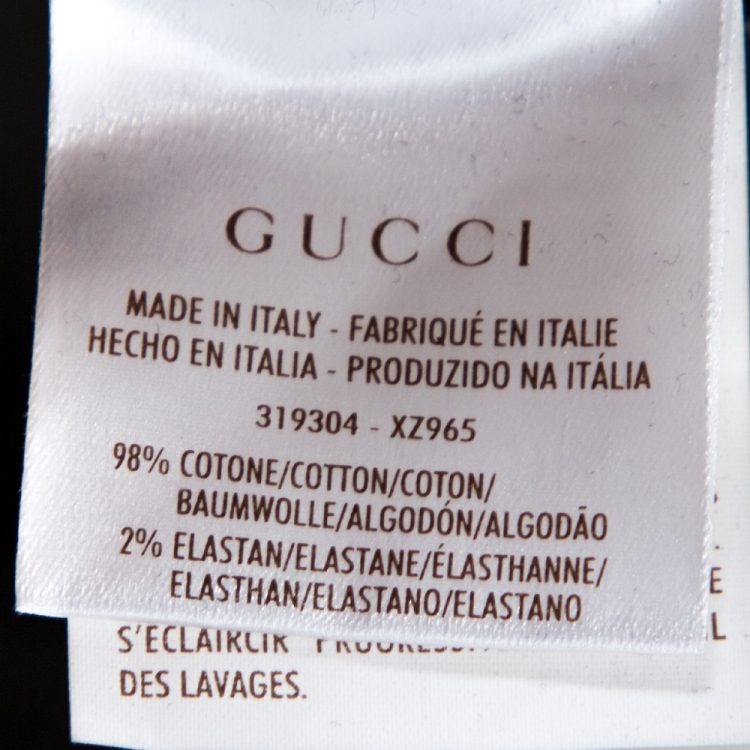 GUCCI
MADE IN ITALY - FABRIQUÉ EN ITALIE
HECHO EN ITALIA - PRODUZIDO NA ITÁLIA
319304 - XZ965
98% COTONE/COTTON/COTON/
BAUMWOLLE/ALGODÓN/ALGODÃO
2% ELASTAN/ELASTANE/ÉLASTHANNE/
ELASTHAN/ELASTANO/ELASTANO
E
L
S'ECLAIRCIR
DES LAVAGES.